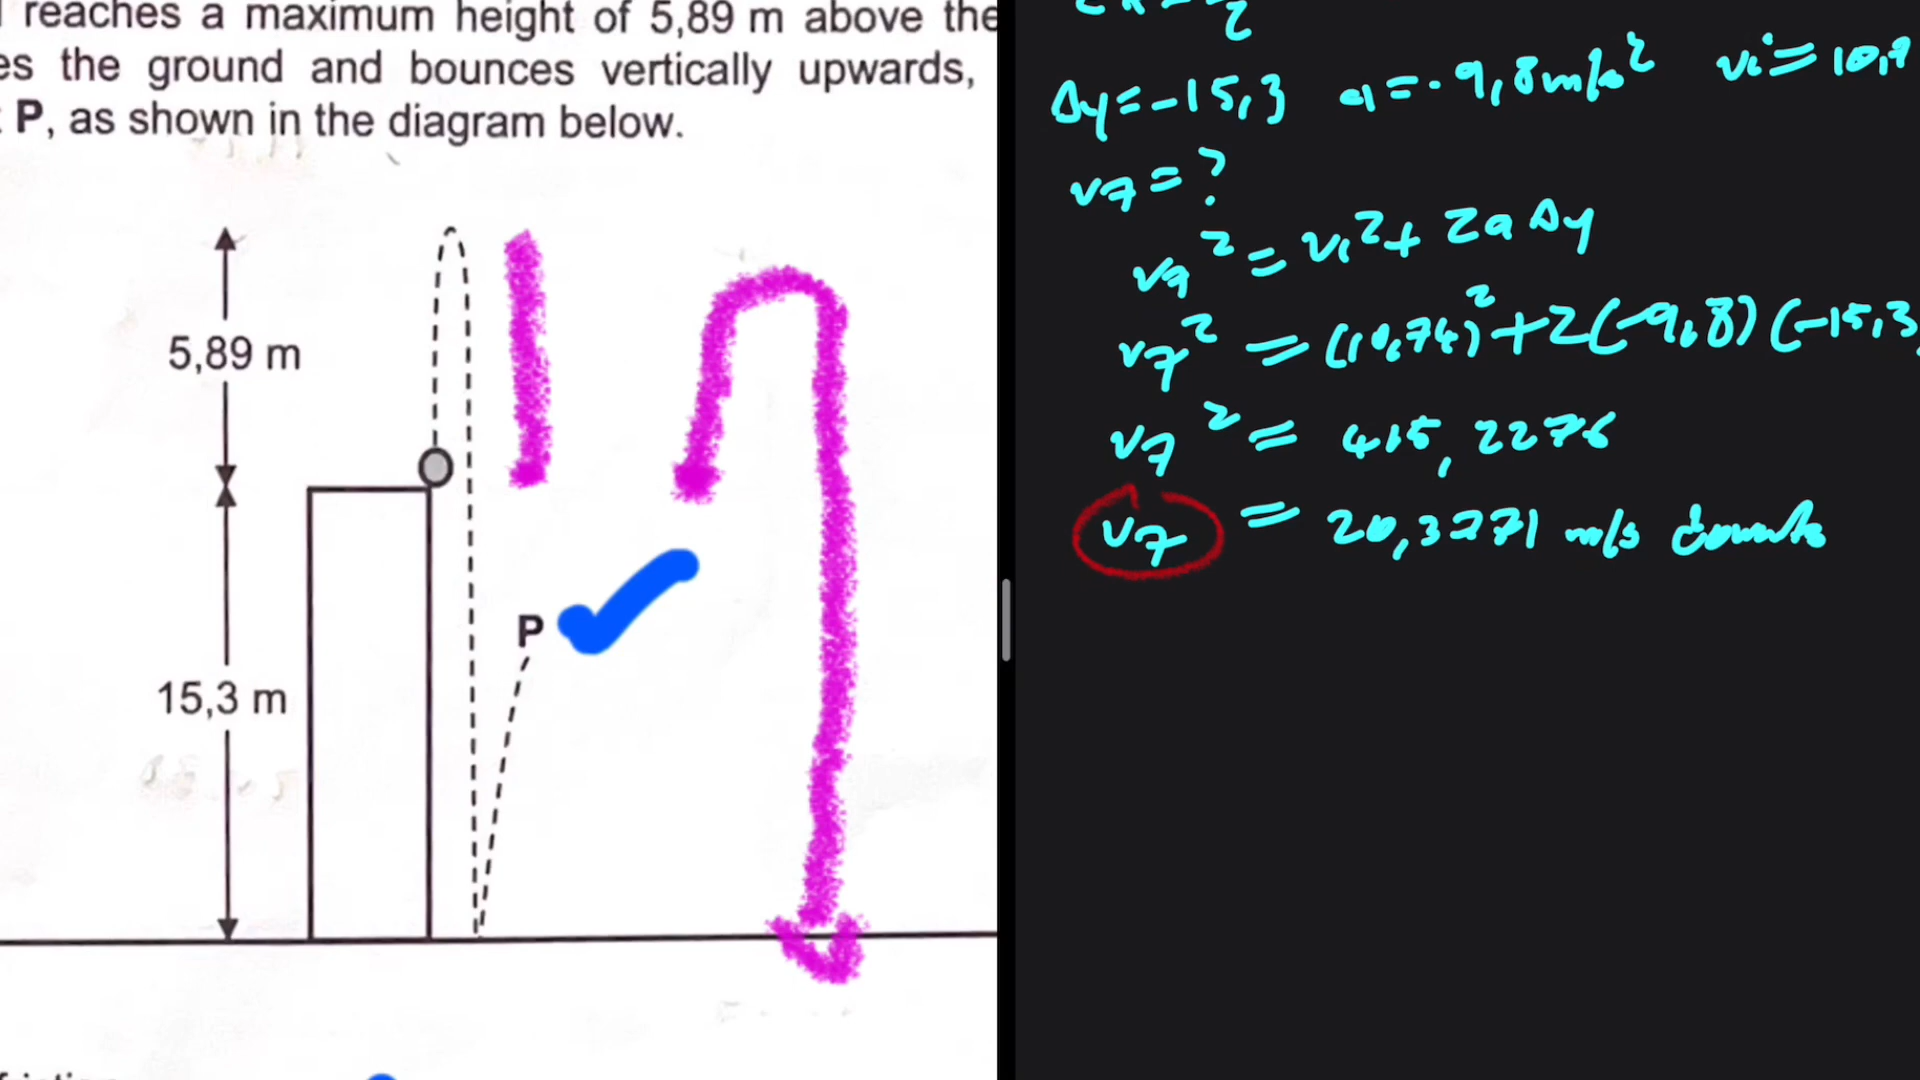 reaches a maximum height of 5,89 m above the
es the ground and bounces vertically upwards,
P, as shown in the diagram below.
5,89 m
P
15,3 m
Δy=-15,3 a=-9,8m/s² vi=10,7
vf=?
vf²=vi²+2aΔy
vf²=(10,74)²+2(-9,8)(-15,3
vf²=415,2276
vf=20,3771 m/s